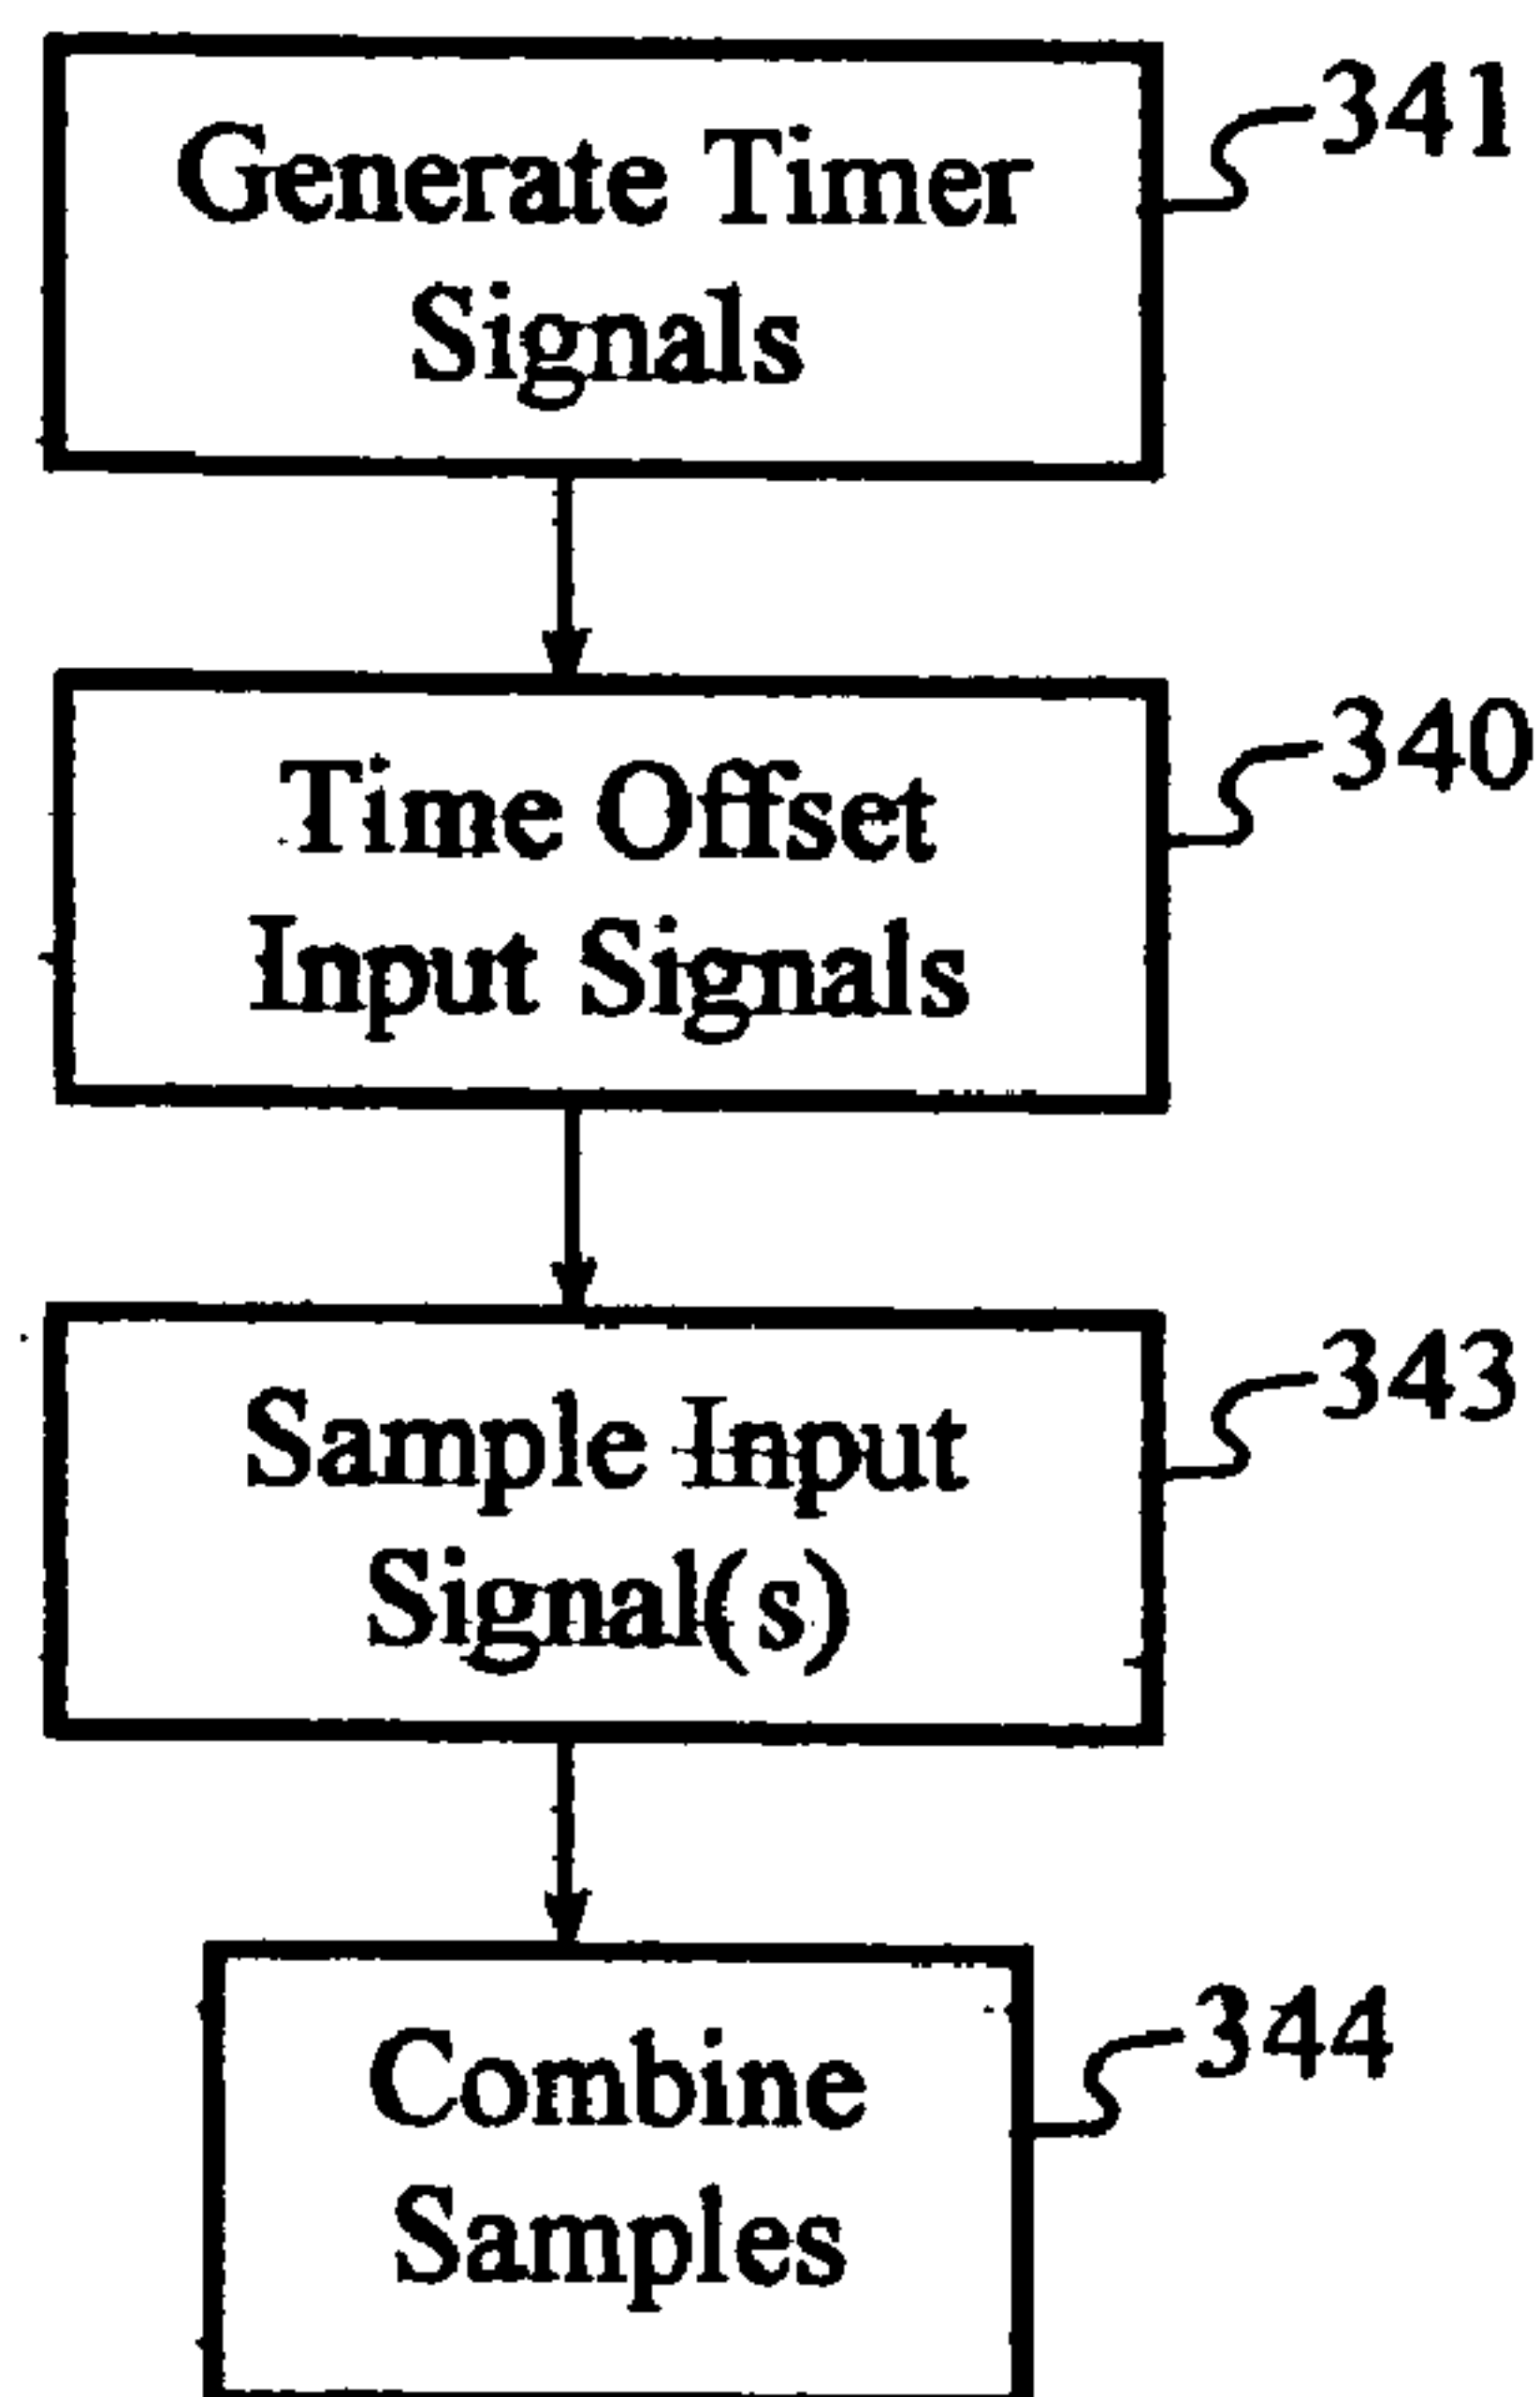 Generate Timer
Signals
341
Time Offset
Input Signals
340
Sample Input
Signal(s)
343
Combine
Samples
344